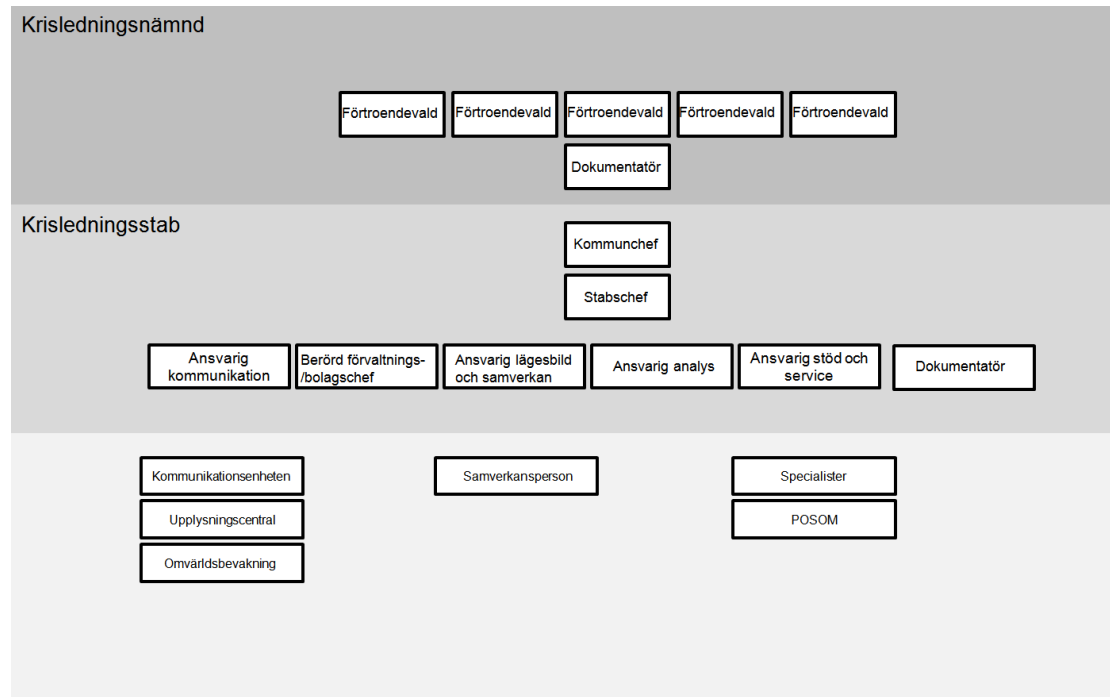 Krisledningsnämnd
Förtroendevald Förtroendevald Förtroendevald Förtroendevald Förtroendevald
Dokumentatör
Krisledningsstab
Kommunchef
Stabschef
Ansvarig
kommunikation
Berörd förvaltnings-
/bolagschef
Ansvarig lägesbild
och samverkan
Ansvarig analys
Ansvarig stöd och
service
Dokumentatör
Kommunikationsenheten
Upplysningscentral
Omvärldsbevakning
Samverkansperson
Specialister
POSOM